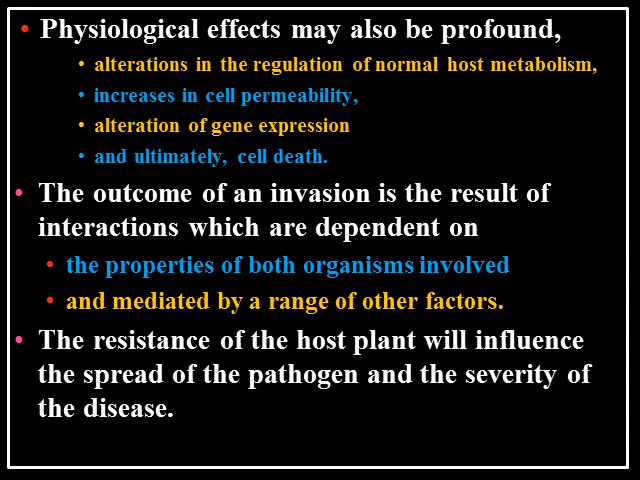 • Physiological effects may also be profound,
• alterations in the regulation of normal host metabolism,
• increases in cell permeability,
• alteration of gene expression
• and ultimately, cell death.
• The outcome of an invasion is the result of
interactions which are dependent on
• the properties of both organisms involved
• and mediated by a range of other factors.
• The resistance of the host plant will influence
the spread of the pathogen and the severity of
the disease.